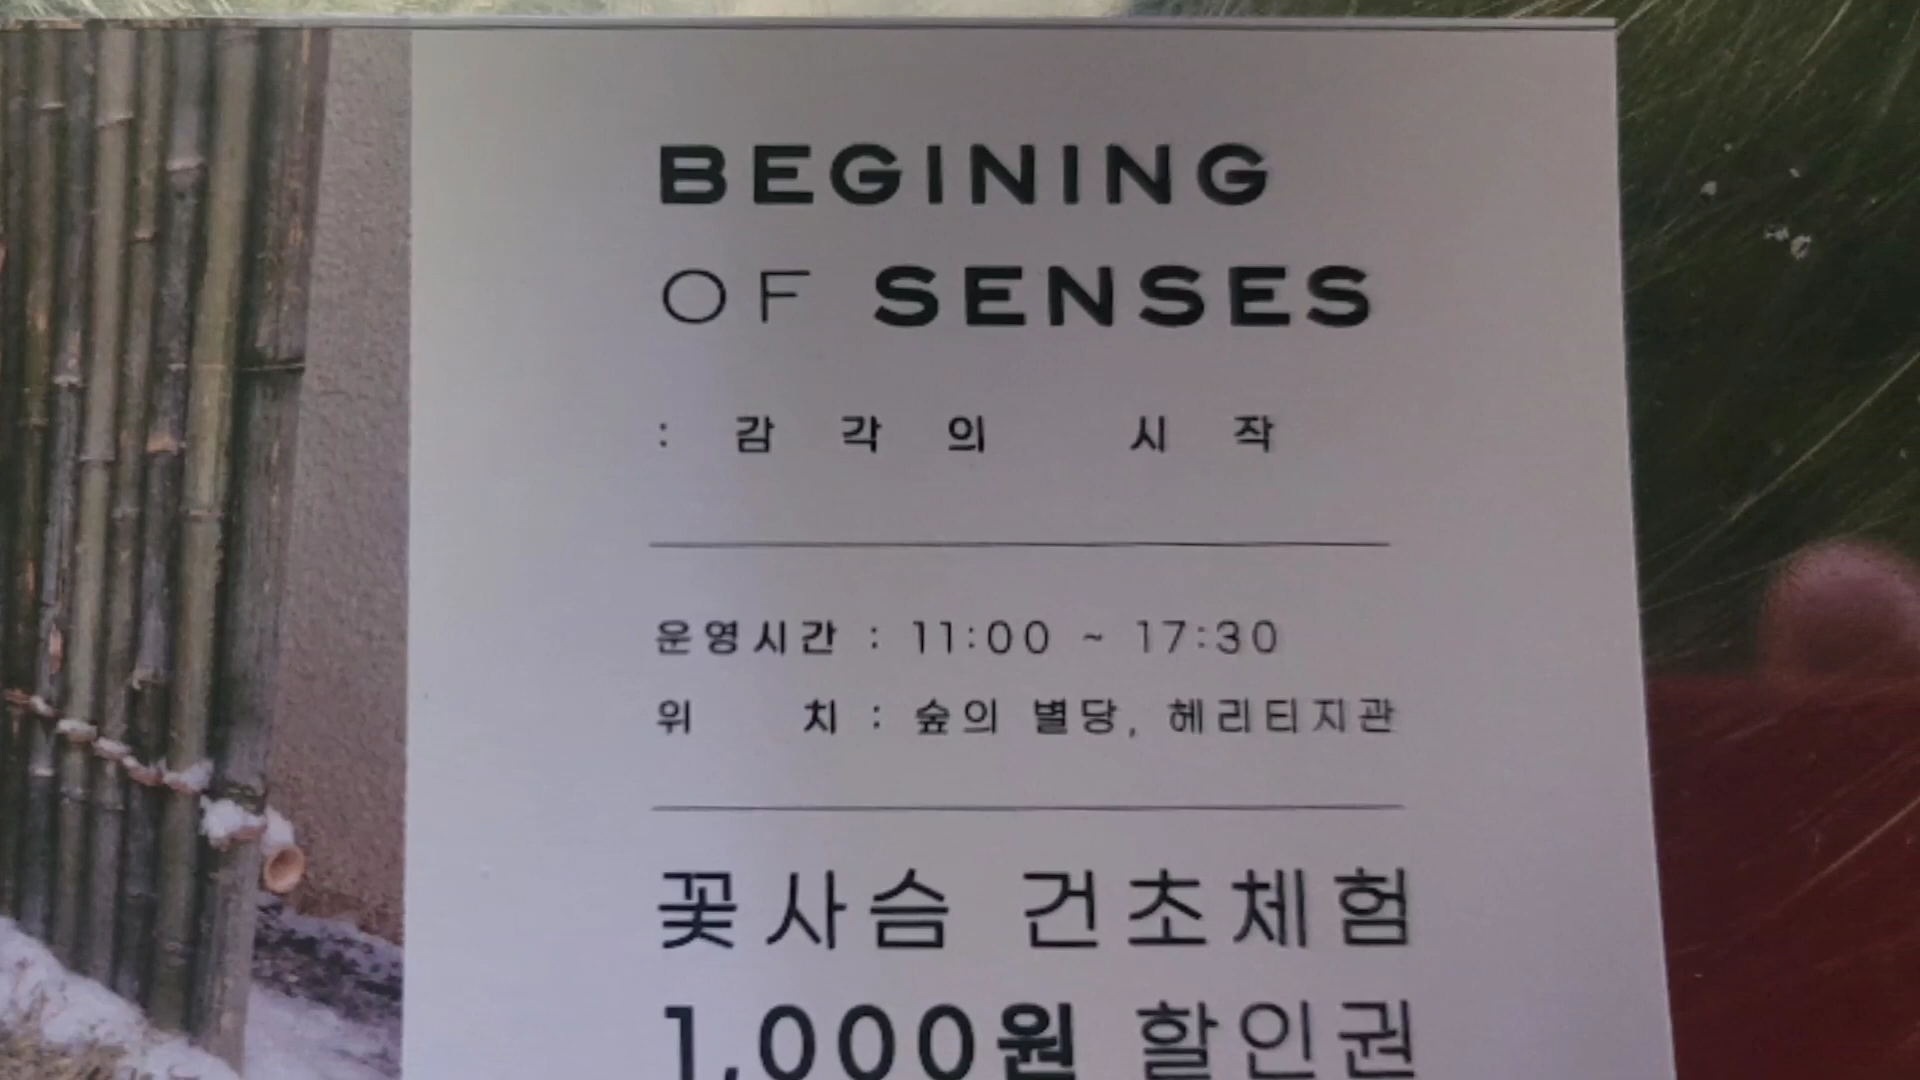 BEGINING
OF SENSES
: 감각의 시작
운영시간 : 11:00 ~ 17:30
위 치 : 숲의 별당, 헤리티지관
꽃사슴 건초체험
1,000원 할인권